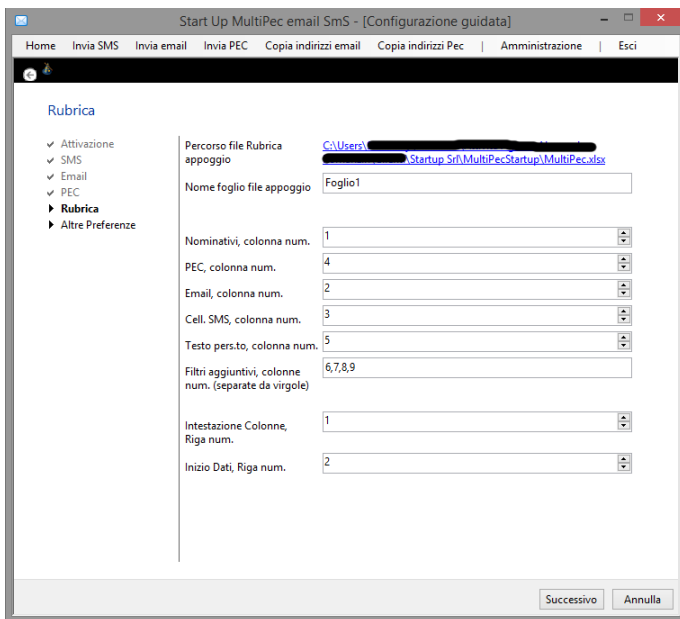 Start Up MultiPec email SmS - [Configurazione guidata]
Home Invia SMS Invia email Invia PEC Copia indirizzi email Copia indirizzi Pec | Amministrazione | Esci
Rubrica
Attivazione
SMS
Email
PEC
Rubrica
Altre Preferenze
Percorso file Rubrica
appoggio
C:\Users\
\Startup Srl\MultiPecStartup\MultiPec.xlsx
Nome foglio file appoggio Foglio1
Nominativi, colonna num. 1
PEC, colonna num. 4
Email, colonna num. 2
Cell. SMS, colonna num. 3
Testo pers.to, colonna num. 5
Filtri aggiuntivi, colonne
num. (separate da virgole)
6,7,8,9
Intestazione Colonne,
Riga num.
1
Inizio Dati, Riga num. 2
Successivo Annulla